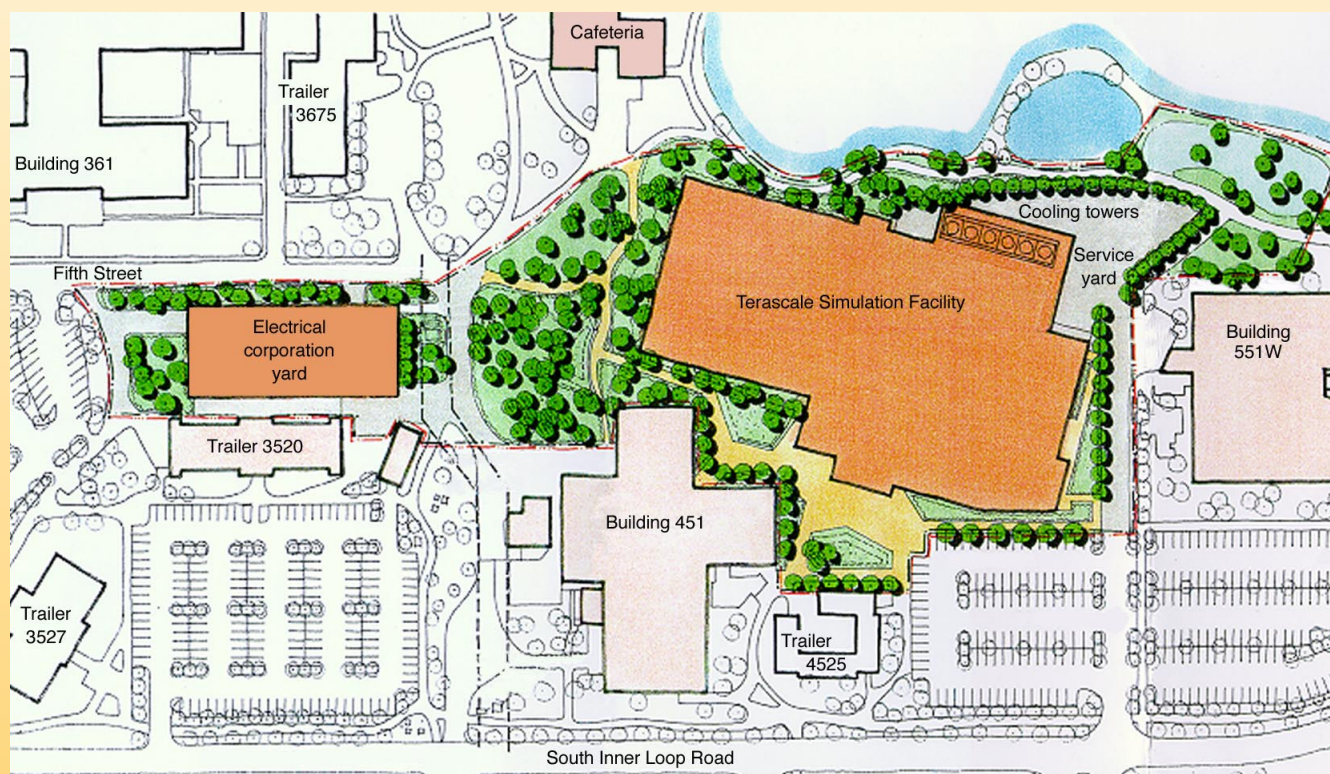 Cafeteria
Trailer
3675
Building 361
Cooling towers
Service
yard
Fifth Street
Terascale Simulation Facility
Electrical
corporation
yard
Building
551W
Trailer 3520
Building 451
Trailer
3527
Trailer
4525
South Inner Loop Road